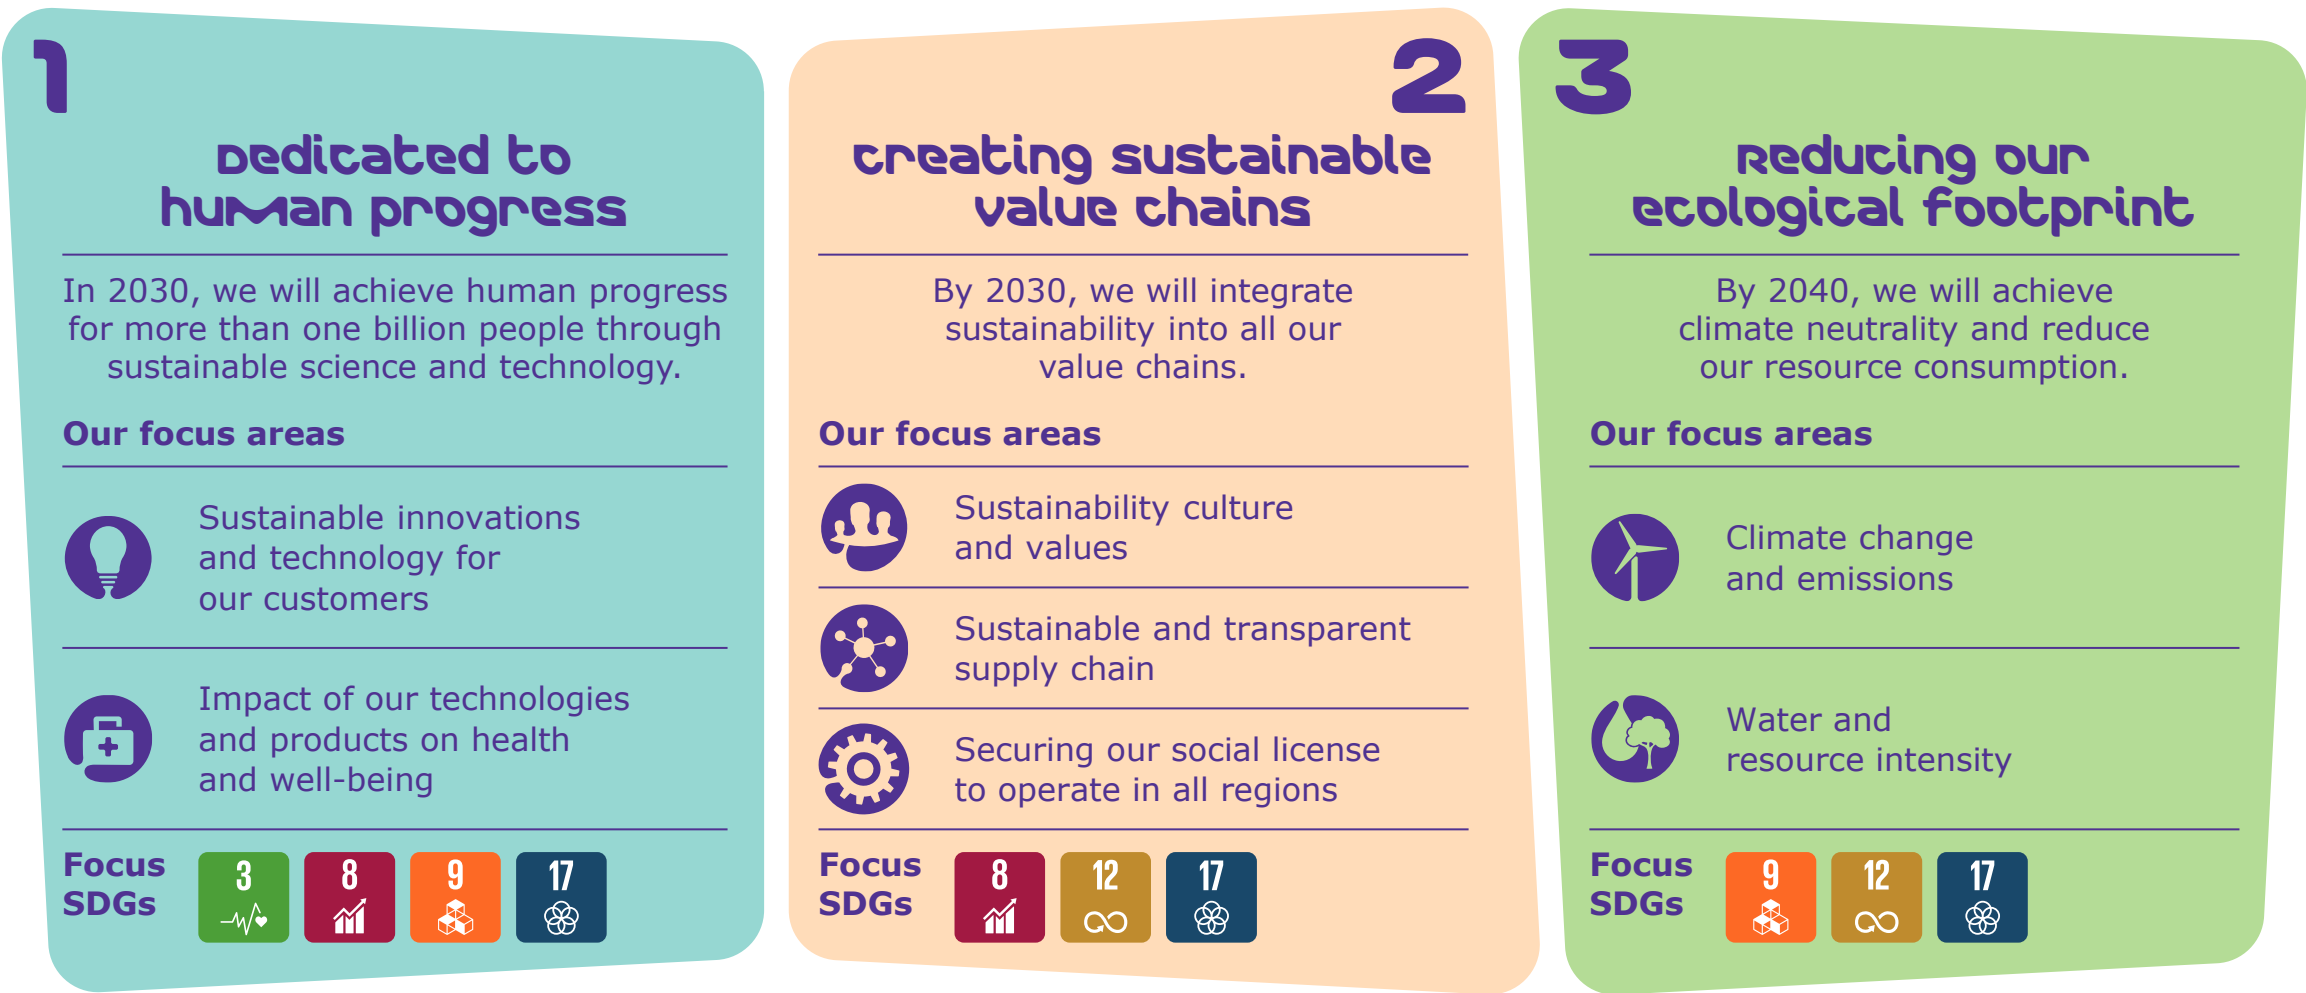 1
Dedicated to
human progress
In 2030, we will achieve human progress
for more than one billion people through
sustainable science and technology.
Our focus areas
Sustainable innovations
and technology for
our customers
Impact of our technologies
and products on health
and well-being
Focus
SDGs
3 8 9 17
2
creating sustainable
value chains
By 2030, we will integrate
sustainability into all our
value chains.
Our focus areas
Sustainability culture
and values
Sustainable and transparent
supply chain
Securing our social license
to operate in all regions
Focus
SDGs
8 12 17
3
Reducing our
ecological footprint
By 2040, we will achieve
climate neutrality and reduce
our resource consumption.
Our focus areas
Climate change
and emissions
Water and
resource intensity
Focus
SDGs
9 12 17